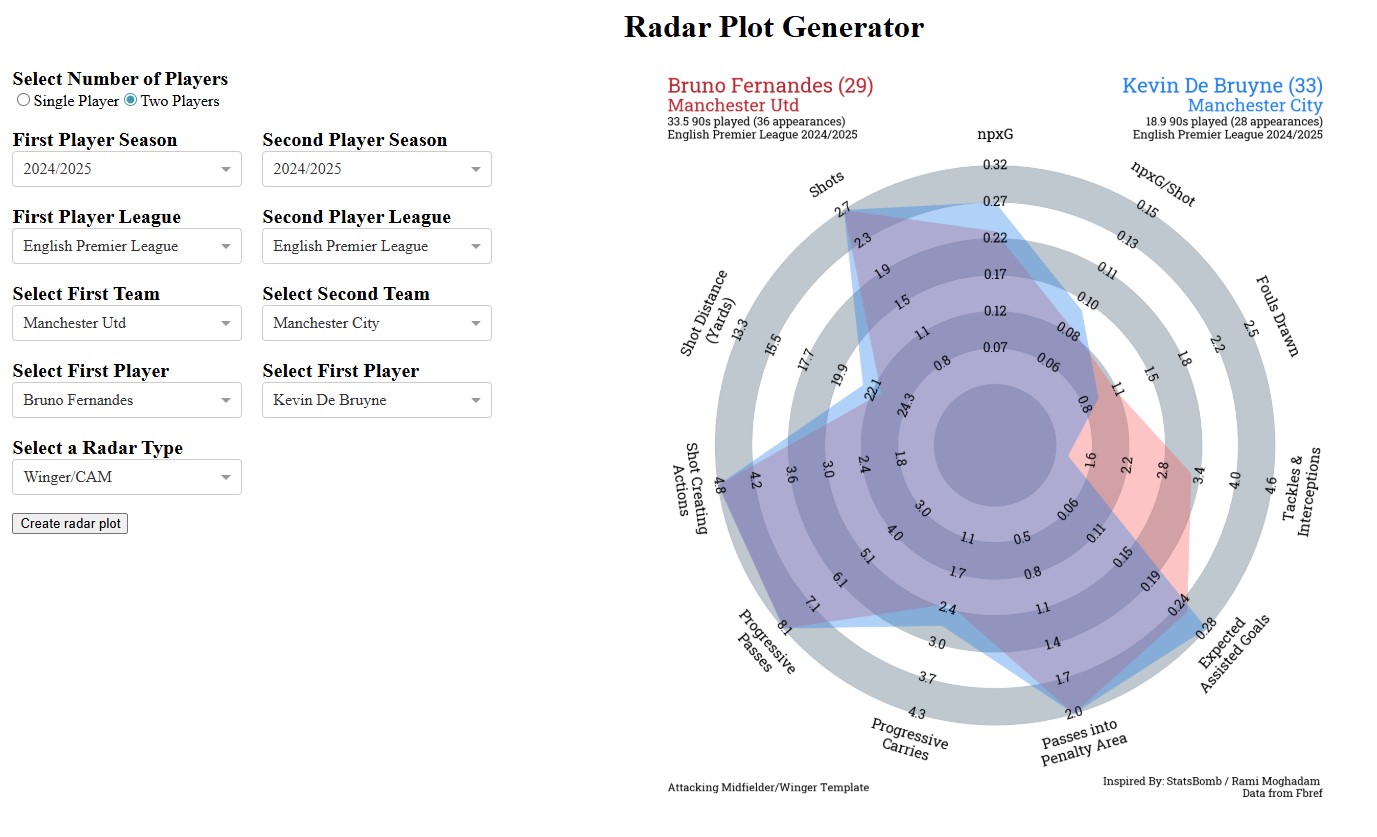 Radar Plot Generator
Select Number of Players
Single Player Two Players
First Player Season
Second Player Season
2024/2025
2024/2025
First Player League
Second Player League
English Premier League
English Premier League
Select First Team
Select Second Team
Manchester Utd
Manchester City
Select First Player
Select First Player
Bruno Fernandes
Kevin De Bruyne
Select a Radar Type
Winger/CAM
Create radar plot
Bruno Fernandes (29)
Manchester Utd
33.5 90s played (36 appearances)
English Premier League 2024/2025
Kevin De Bruyne (33)
Manchester City
18.9 90s played (28 appearances)
English Premier League 2024/2025
npxG
0.32
0.27
0.22
0.17
0.12
0.07
npxG/Shot
0.15
0.13
0.11
0.10
0.08
0.06
Fouls Drawn
2.5
2.2
1.8
1.5
1.1
0.8
Tackles &
Interceptions
4.6
4.0
3.4
2.8
2.2
1.6
Expected
Assisted Goals
0.28
0.24
0.19
0.15
0.11
0.06
Passes into
Penalty Area
2.0
1.7
1.4
1.1
0.8
0.5
Progressive
Carries
4.3
3.7
3.0
2.4
1.7
1.1
Progressive
Passes
8.1
7.1
6.1
5.1
4.0
3.0
Shot Creating
Actions
4.8
4.2
3.6
3.0
2.4
1.8
Shot Distance
(Yards)
13.3
15.5
17.7
19.9
22.1
24.3
Shots
2.7
2.3
1.9
1.5
1.1
0.8
Attacking Midfielder/Winger Template
Inspired By: StatsBomb / Rami Moghadam
Data from Fbref